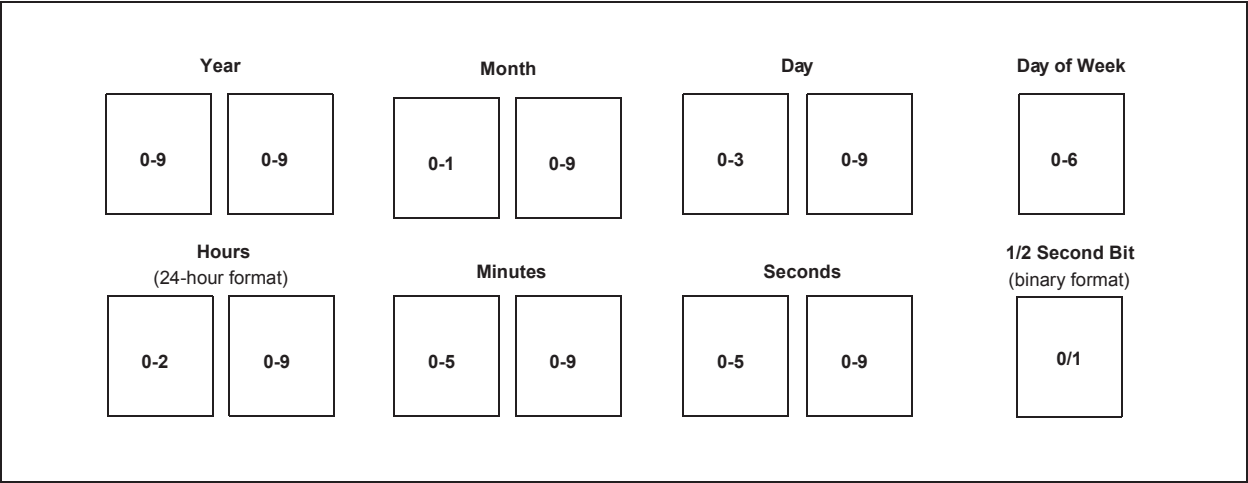 Year Month Day Day of Week
0-9 0-9 0-1 0-9 0-3 0-9 0-6
Hours
(24-hour format) Minutes Seconds 1/2 Second Bit
(binary format)
0-2 0-9 0-5 0-9 0-5 0-9 0/1